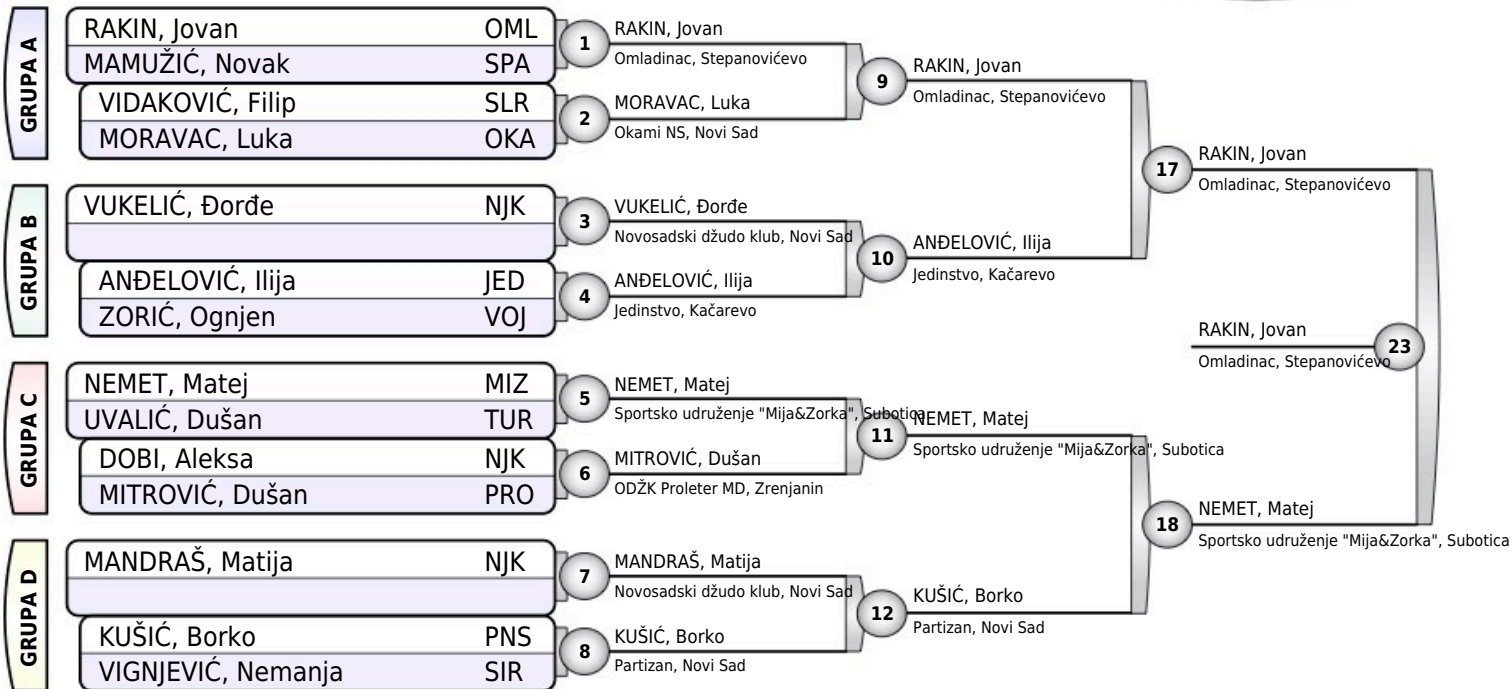 GRUPA A
RAKIN, Jovan OML
MAMUŽIĆ, Novak SPA
VIDAKOVIĆ, Filip SLR
MORAVAC, Luka OKA
GRUPA B
VUKELIĆ, Đorđe NJK
ANĐELOVIĆ, Ilija JED
ZORIĆ, Ognjen VOJ
GRUPA C
NEMET, Matej MIZ
UVALIĆ, Dušan TUR
DOBI, Aleksa NJK
MITROVIĆ, Dušan PRO
GRUPA D
MANDRAŠ, Matija NJK
KUŠIĆ, Borko PNS
VIGNJEVIĆ, Nemanja SIR
1
RAKIN, Jovan
Omladinac, Stepanovićevo
2
MORAVAC, Luka
Okami NS, Novi Sad
3
VUKELIĆ, Đorđe
Novosadski džudo klub, Novi Sad
4
ANĐELOVIĆ, Ilija
Jedinstvo, Kačarevo
5
NEMET, Matej
Sportsko udruženje "Mija&Zorka", Subotica
6
MITROVIĆ, Dušan
ODŽK Proleter MD, Zrenjanin
7
MANDRAŠ, Matija
Novosadski džudo klub, Novi Sad
8
KUŠIĆ, Borko
Partizan, Novi Sad
9
RAKIN, Jovan
Omladinac, Stepanovićevo
10
ANĐELOVIĆ, Ilija
Jedinstvo, Kačarevo
11
NEMET, Matej
Sportsko udruženje "Mija&Zorka", Subotica
12
KUŠIĆ, Borko
Partizan, Novi Sad
17
RAKIN, Jovan
Omladinac, Stepanovićevo
18
NEMET, Matej
Sportsko udruženje "Mija&Zorka", Subotica
RAKIN, Jovan
Omladinac, Stepanovićevo
23